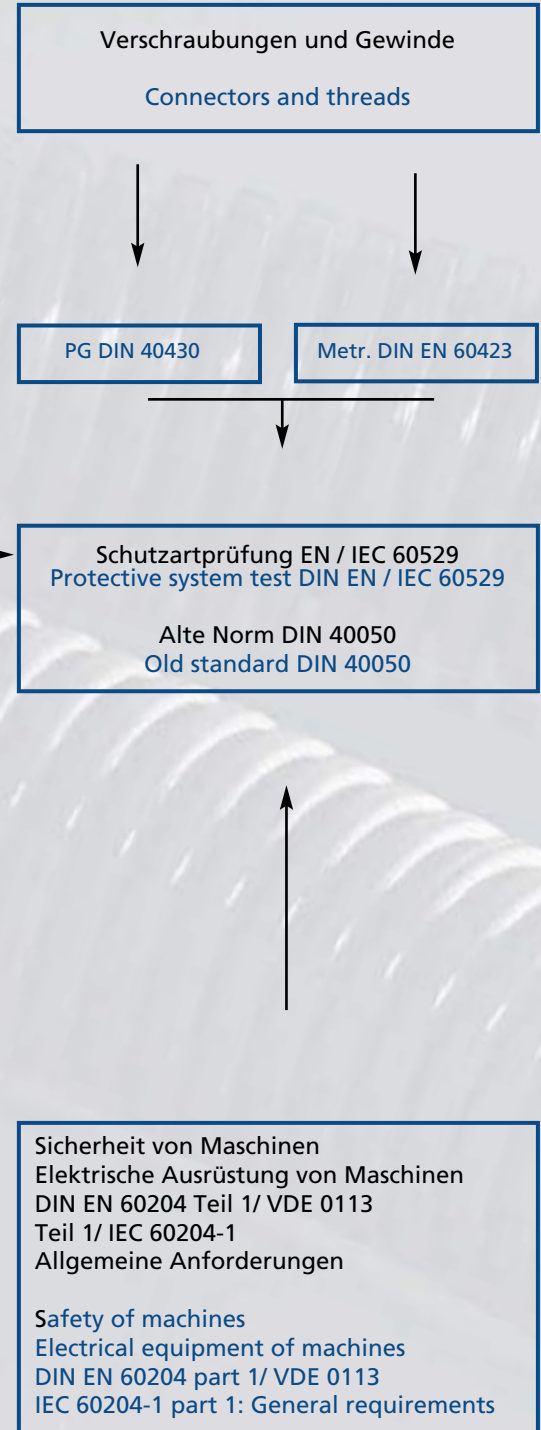 Verschraubungen und Gewinde
Connectors and threads
PG DIN 40430
Metr. DIN EN 60423
Schutzartprüfung EN / IEC 60529
Protective system test DIN EN / IEC 60529
Alte Norm DIN 40050
Old standard DIN 40050
Sicherheit von Maschinen
Elektrische Ausrüstung von Maschinen
DIN EN 60204 Teil 1/ VDE 0113
Teil 1/ IEC 60204-1
Allgemeine Anforderungen
Safety of machines
Electrical equipment of machines
DIN EN 60204 part 1/ VDE 0113
IEC 60204-1 part 1: General requirements